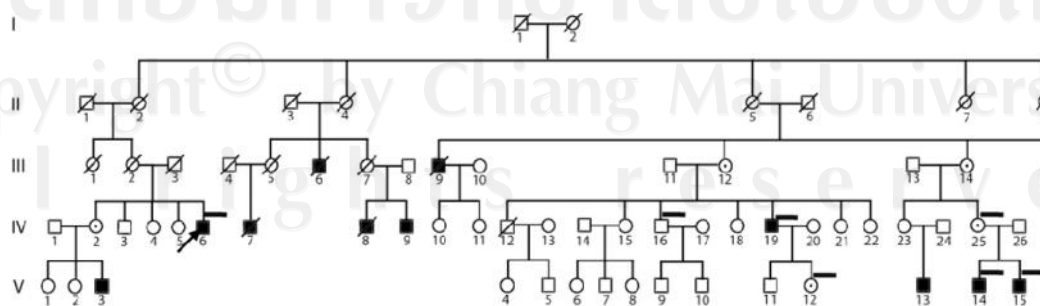 I
1 2
Copyright © by Chiang Mai Univers
II
1 2 3 4 5 6 7
III
1 2 3 4 5 6 7 8 9 10 11 12 13 14
rights reserve
IV
1 2 3 4 5 6 7 8 9 10 11 12 13 14 15 16 17 18 19 20 21 22 23 24 25 26
V
1 2 3 4 5 6 7 8 9 10 11 12 13 14 15